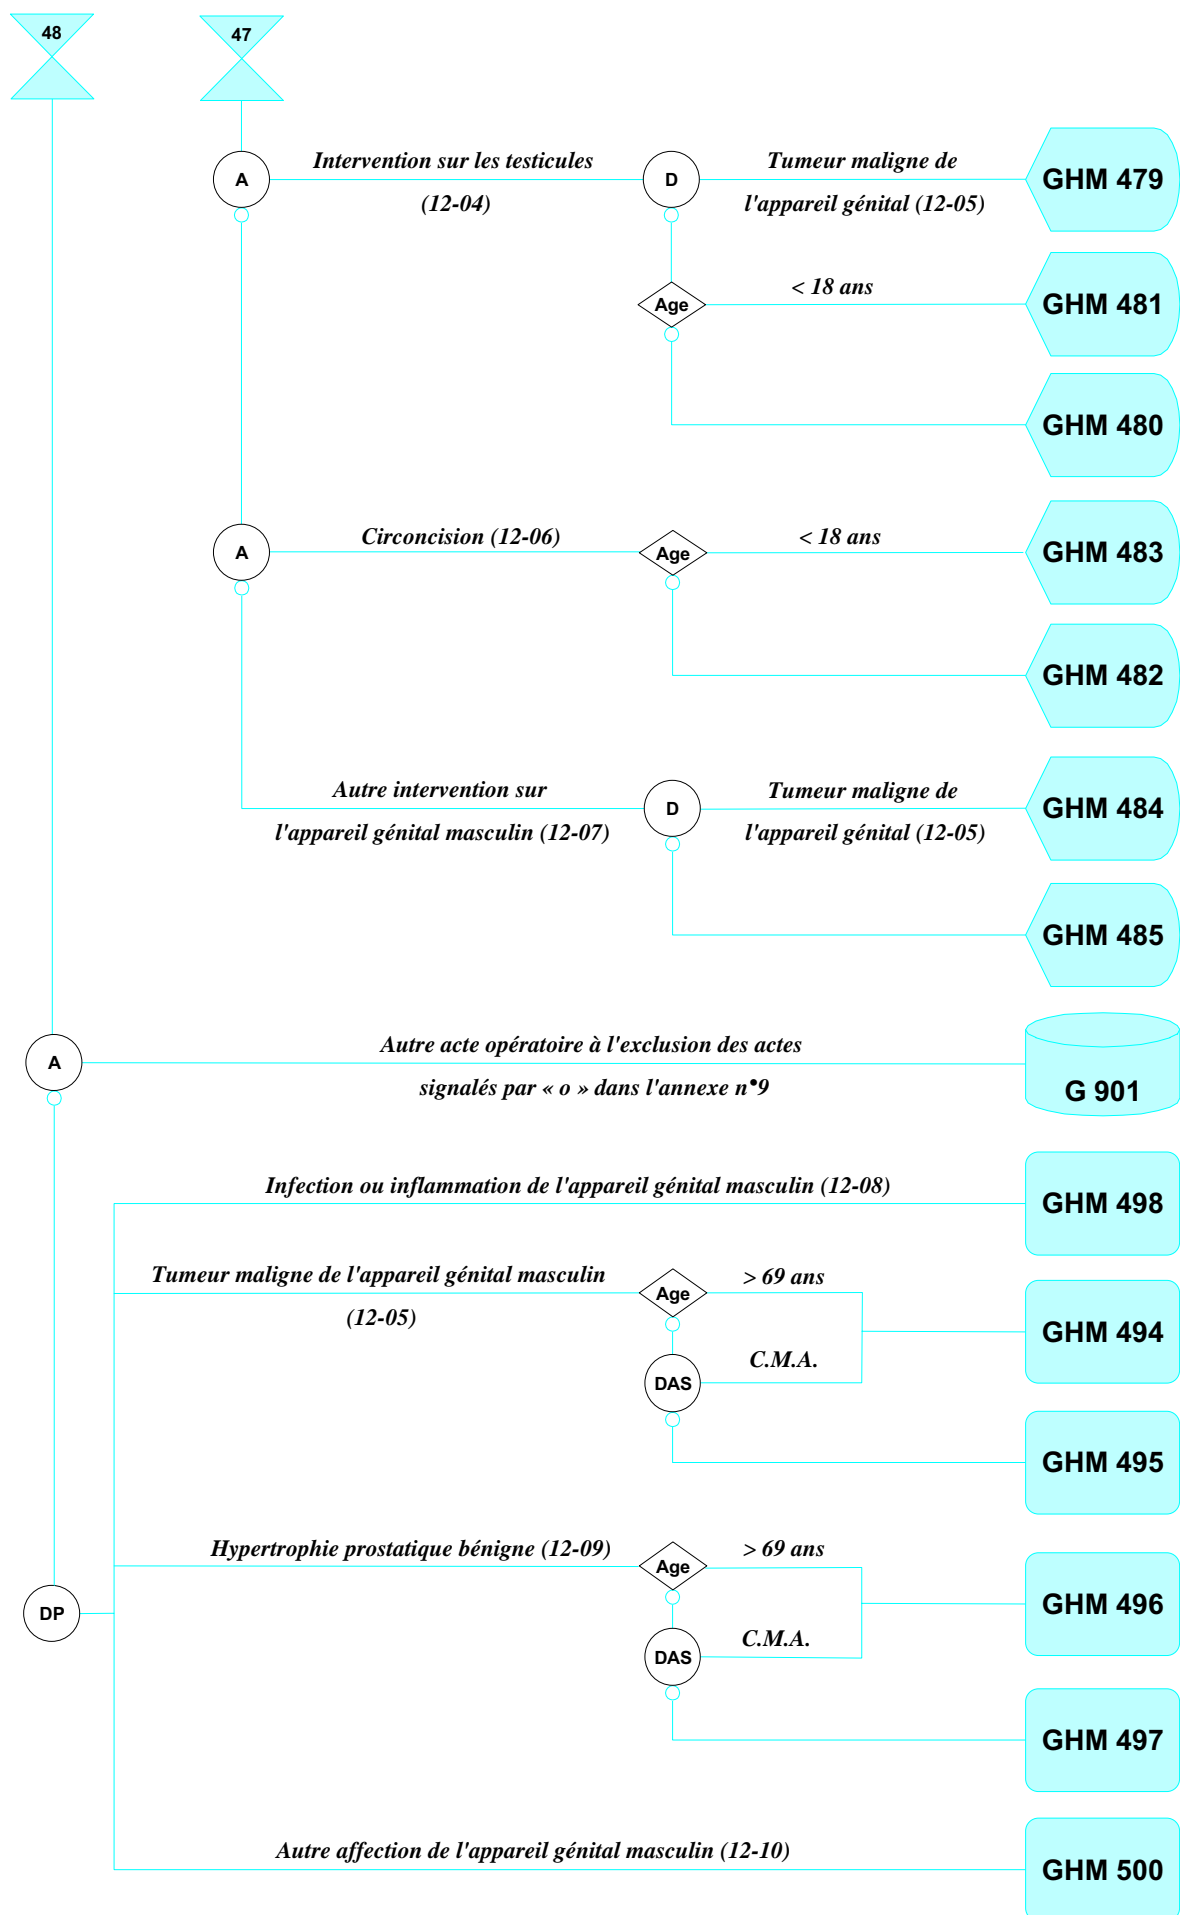 48
47
A
Intervention sur les testicules
(12-04)
D
Tumeur maligne de
l'appareil génital (12-05)
GHM 479
Age
< 18 ans
GHM 481
GHM 480
A
Circoncision (12-06)
Age
< 18 ans
GHM 483
GHM 482
Autre intervention sur
l'appareil génital masculin (12-07)
D
Tumeur maligne de
l'appareil génital (12-05)
GHM 484
GHM 485
A
Autre acte opératoire à l'exclusion des actes
signalés par « o » dans l'annexe n°9
G 901
Infection ou inflammation de l'appareil génital masculin (12-08)
GHM 498
Tumeur maligne de l'appareil génital masculin
(12-05)
Age
> 69 ans
GHM 494
DAS
C.M.A.
GHM 495
Hypertrophie prostatique bénigne (12-09)
Age
> 69 ans
GHM 496
DP
DAS
C.M.A.
GHM 497
Autre affection de l'appareil génital masculin (12-10)
GHM 500